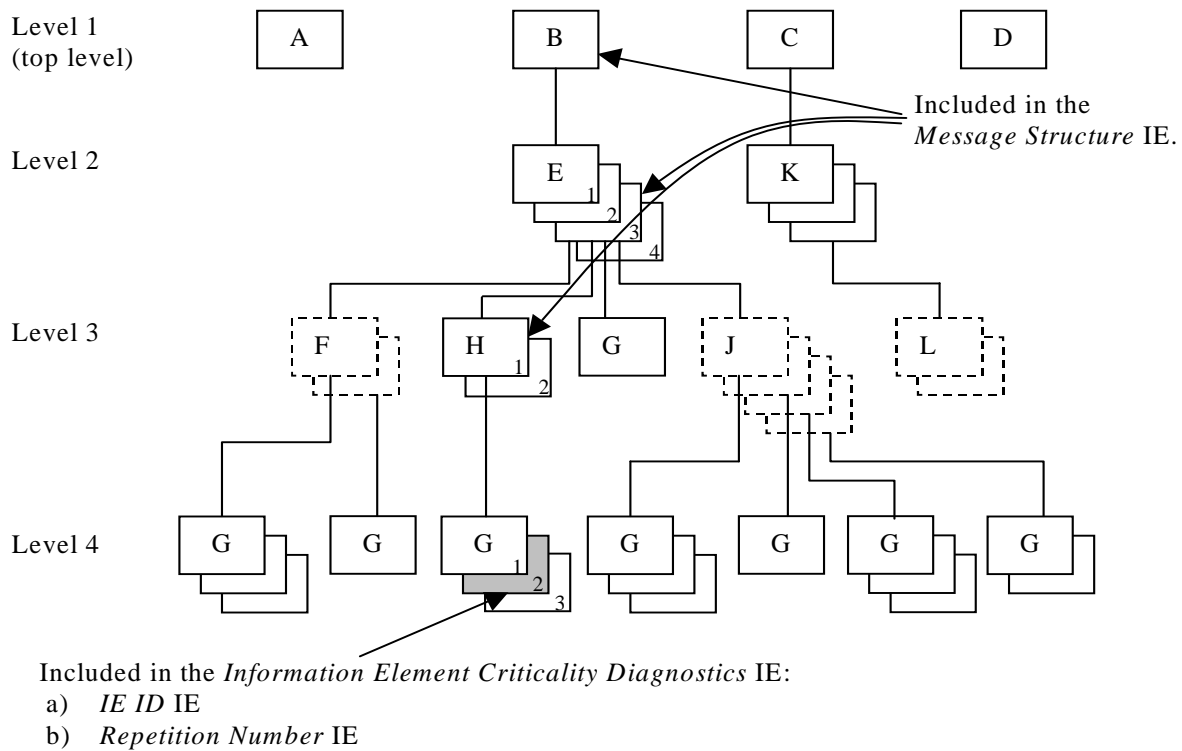 Level 1
(top level)
A
B
C
D
Included in the
Message Structure IE.
Level 2
E
1
2
3
4
K
Level 3
F
H
1
2
G
J
L
Level 4
G
G
G
1
2
3
G
G
G
G
Included in the Information Element Criticality Diagnostics IE:
a) IE ID IE
b) Repetition Number IE